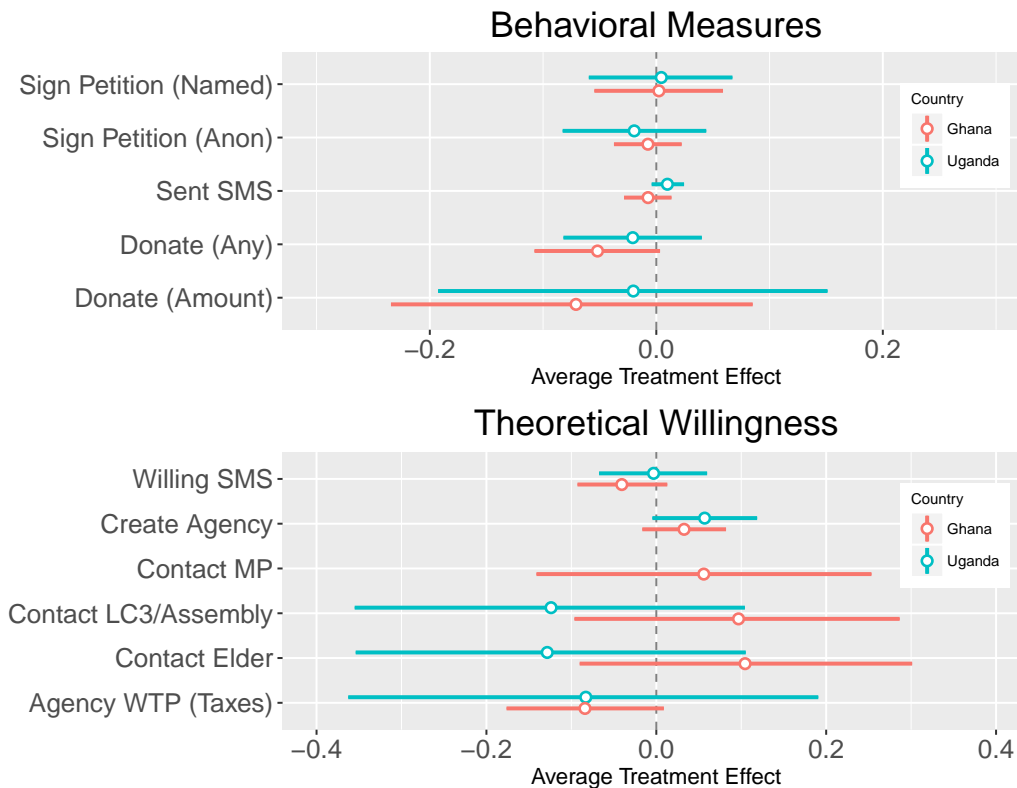 Behavioral Measures
Sign Petition (Named)
Sign Petition (Anon)
Sent SMS
Donate (Any)
Donate (Amount)
Country
Ghana
Uganda
−0.2 0.0 0.2
Average Treatment Effect
Theoretical Willingness
Willing SMS
Create Agency
Contact MP
Contact LC3/Assembly
Contact Elder
Agency WTP (Taxes)
Country
Ghana
Uganda
−0.4 −0.2 0.0 0.2 0.4
Average Treatment Effect